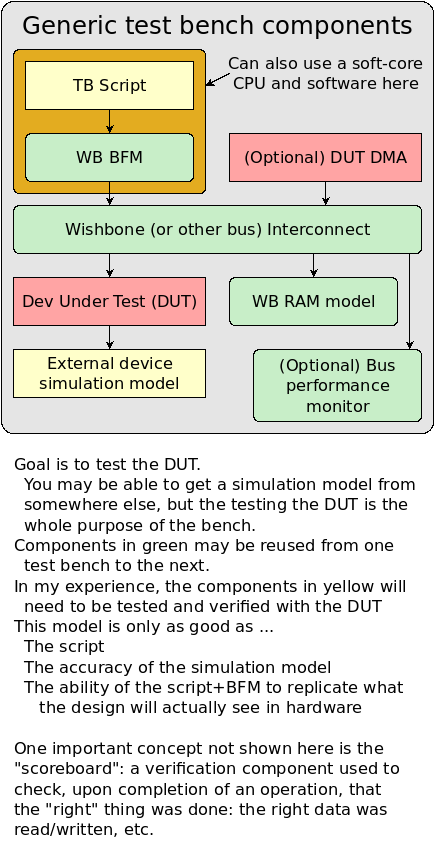 Generic test bench components
Can also use a soft-core
CPU and software here
TB Script
WB BFM
(Optional) DUT DMA
Wishbone (or other bus) Interconnect
Dev Under Test (DUT)
WB RAM model
External device
simulation model
(Optional) Bus
performance
monitor
Goal is to test the DUT.
You may be able to get a simulation model from
somewhere else, but the testing the DUT is the
whole purpose of the bench.
Components in green may be reused from one
test bench to the next.
In my experience, the components in yellow will
need to be tested and verified with the DUT
This model is only as good as ...
The script
The accuracy of the simulation model
The ability of the script+BFM to replicate what
the design will actually see in hardware
One important concept not shown here is the
"scoreboard": a verification component used to
check, upon completion of an operation, that
the "right" thing was done: the right data was
read/written, etc.